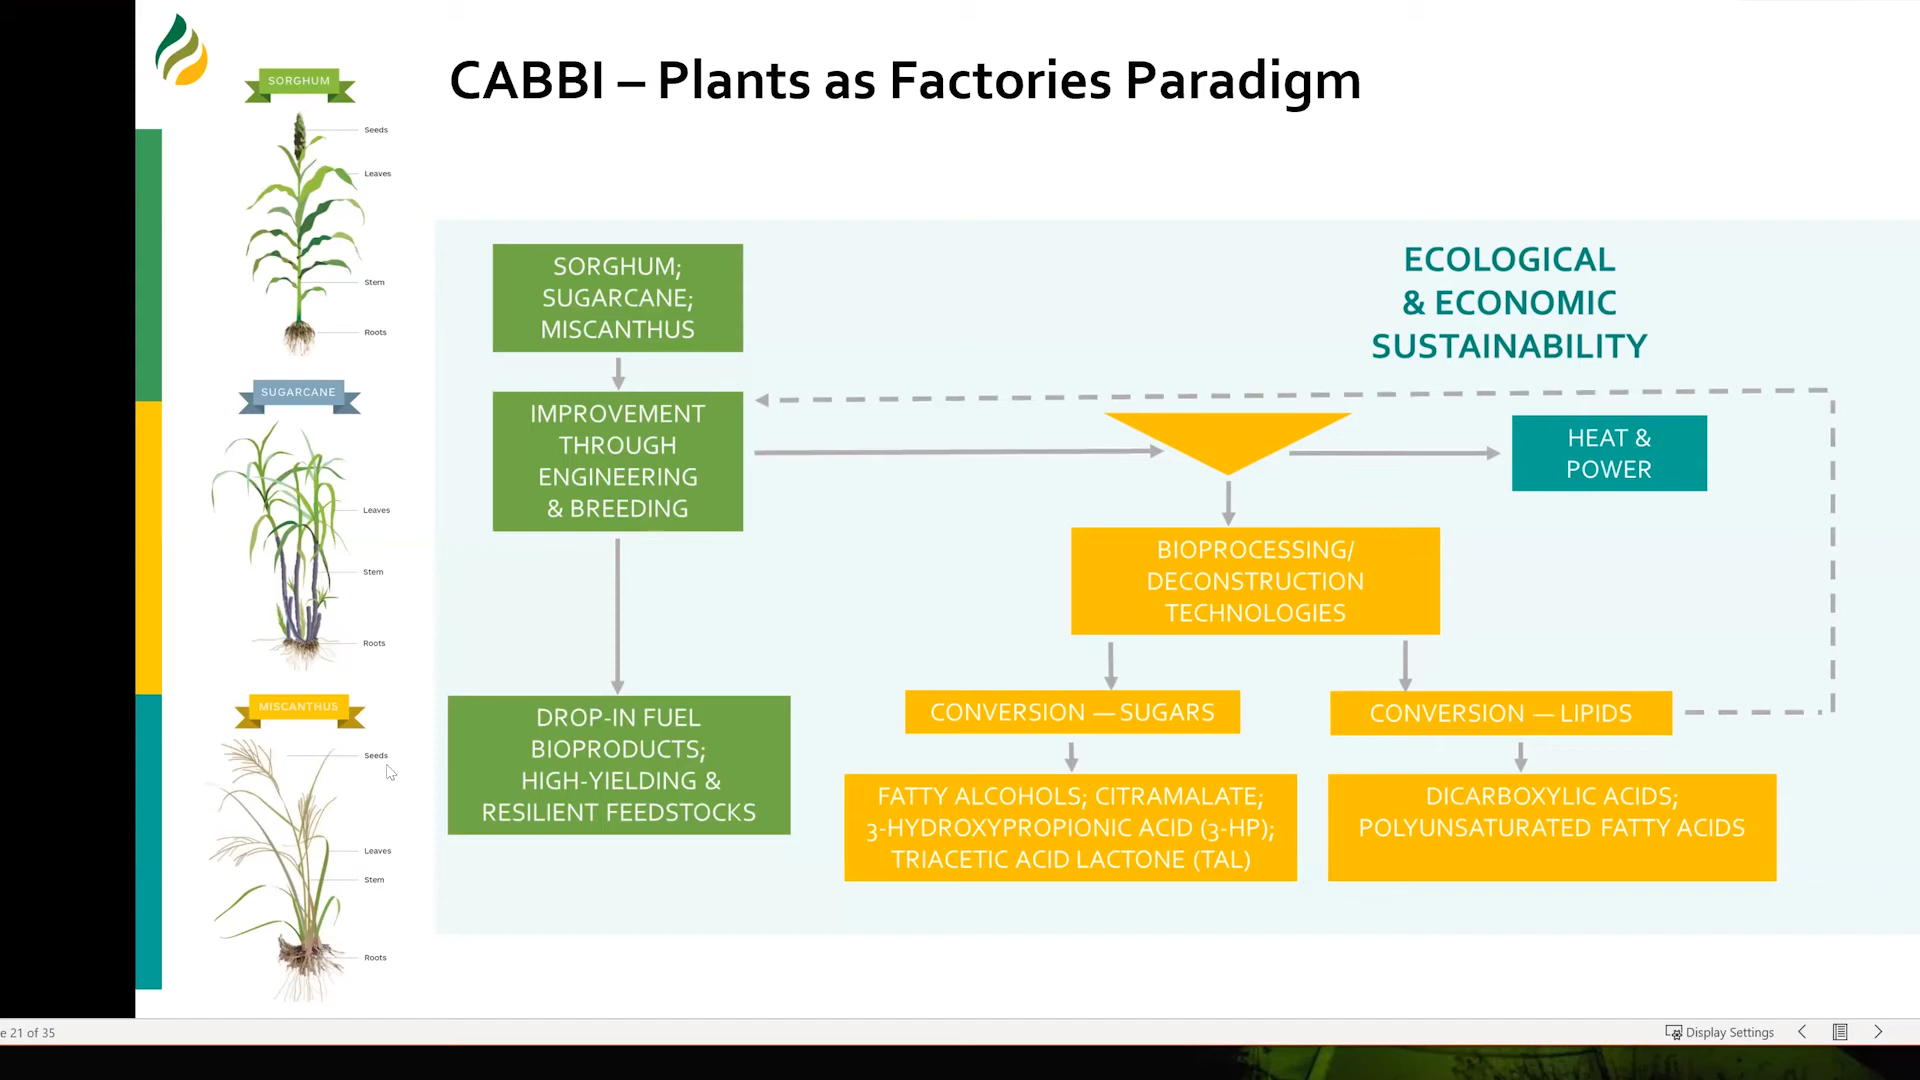 CABBI – Plants as Factories Paradigm
SORGHUM
Seeds
Leaves
Stem
Roots
SUGARCANE
Leaves
Stem
Roots
MISCANTHUS
Seeds
Leaves
Stem
Roots
SORGHUM;
SUGARCANE;
MISCANTHUS
IMPROVEMENT
THROUGH
ENGINEERING
& BREEDING
DROP-IN FUEL
BIOPRODUCTS;
HIGH-YIELDING &
RESILIENT FEEDSTOCKS
ECOLOGICAL
& ECONOMIC
SUSTAINABILITY
HEAT &
POWER
BIOPROCESSING/
DECONSTRUCTION
TECHNOLOGIES
CONVERSION — SUGARS
FATTY ALCOHOLS; CITRAMALATE;
3-HYDROXYPROPIONIC ACID (3-HP);
TRIACETIC ACID LACTONE (TAL)
CONVERSION — LIPIDS
DICARBOXYLIC ACIDS;
POLYUNSATURATED FATTY ACIDS
e 21 of 35
Display Settings